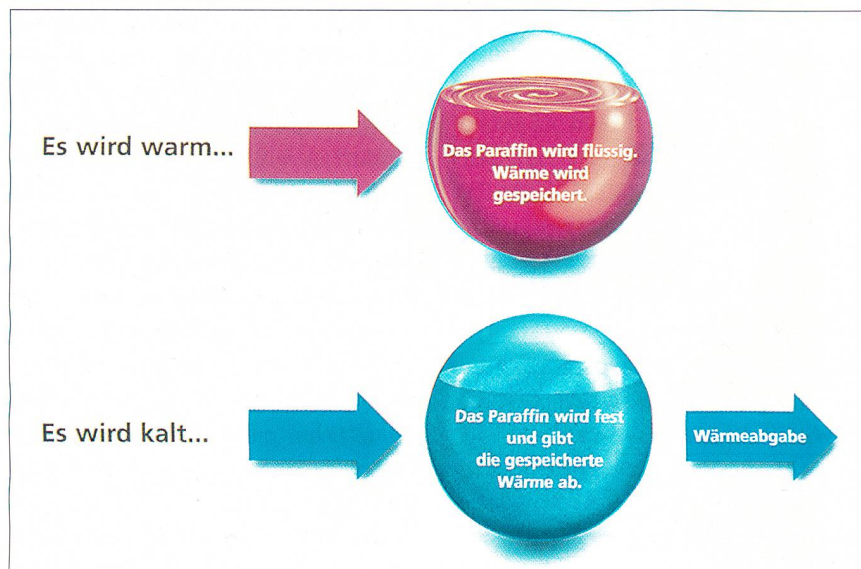 Es wird warm...
Das Paraffin wird flüssig.
Wärme wird
gespeichert.
Es wird kalt...
Das Paraffin wird fest
und gibt
die gespeicherte
Wärme ab.
Wärmeabgabe